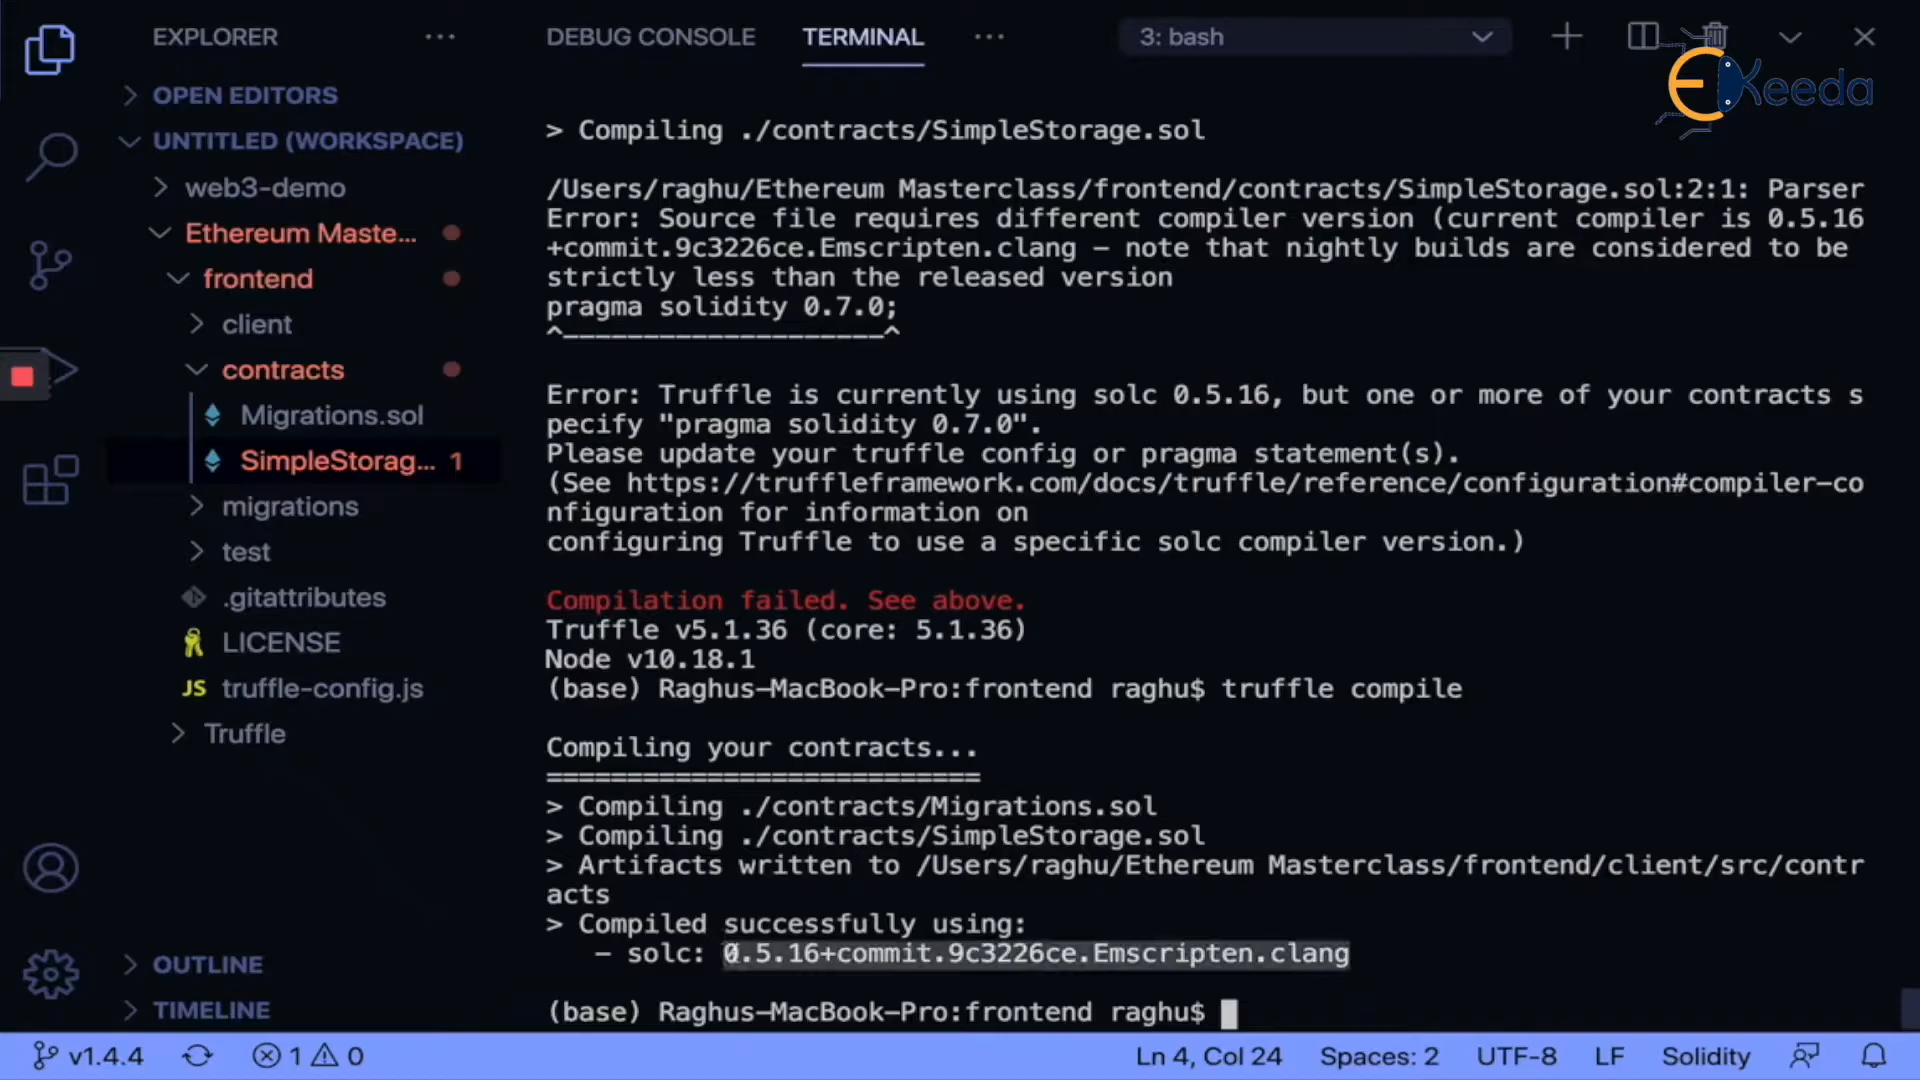 EXPLORER
DEBUG CONSOLE
TERMINAL
3: bash
EKeeda
OPEN EDITORS
UNTITLED (WORKSPACE)
web3-demo
Ethereum Maste...
frontend
client
contracts
Migrations.sol
SimpleStorag... 1
migrations
test
.gitattributes
LICENSE
JS truffle-config.js
Truffle
OUTLINE
TIMELINE
> Compiling ./contracts/SimpleStorage.sol
/Users/raghu/Ethereum Masterclass/frontend/contracts/SimpleStorage.sol:2:1: Parser
Error: Source file requires different compiler version (current compiler is 0.5.16
+commit.9c3226ce.Emscripten.clang - note that nightly builds are considered to be
strictly less than the released version
pragma solidity 0.7.0;
^---------------------^
Error: Truffle is currently using solc 0.5.16, but one or more of your contracts s
pecify "pragma solidity 0.7.0".
Please update your truffle config or pragma statement(s).
(See https://truffleframework.com/docs/truffle/reference/configuration#compiler-co
nfiguration for information on
configuring Truffle to use a specific solc compiler version.)
Compilation failed. See above.
Truffle v5.1.36 (core: 5.1.36)
Node v10.18.1
(base) Raghus-MacBook-Pro:frontend raghu$ truffle compile
Compiling your contracts...
===========================
> Compiling ./contracts/Migrations.sol
> Compiling ./contracts/SimpleStorage.sol
> Artifacts written to /Users/raghu/Ethereum Masterclass/frontend/client/src/contr
acts
> Compiled successfully using:
- solc: 0.5.16+commit.9c3226ce.Emscripten.clang
(base) Raghus-MacBook-Pro:frontend raghu$
v1.4.4
1
0
Ln 4, Col 24
Spaces: 2
UTF-8
LF
Solidity